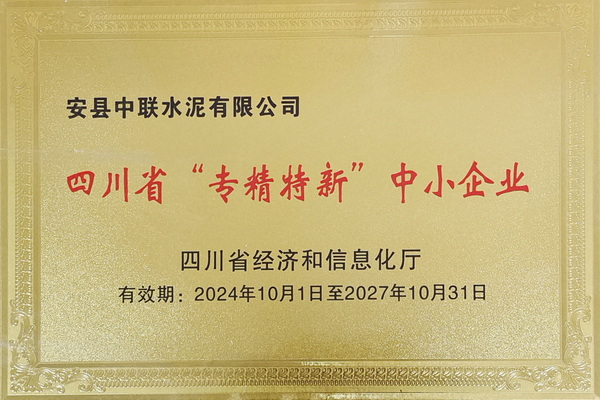 安县中联水泥有限公司
四川省“专精特新”中小企业
四川省经济和信息化厅
有效期：2024年10月1日至2027年10月31日